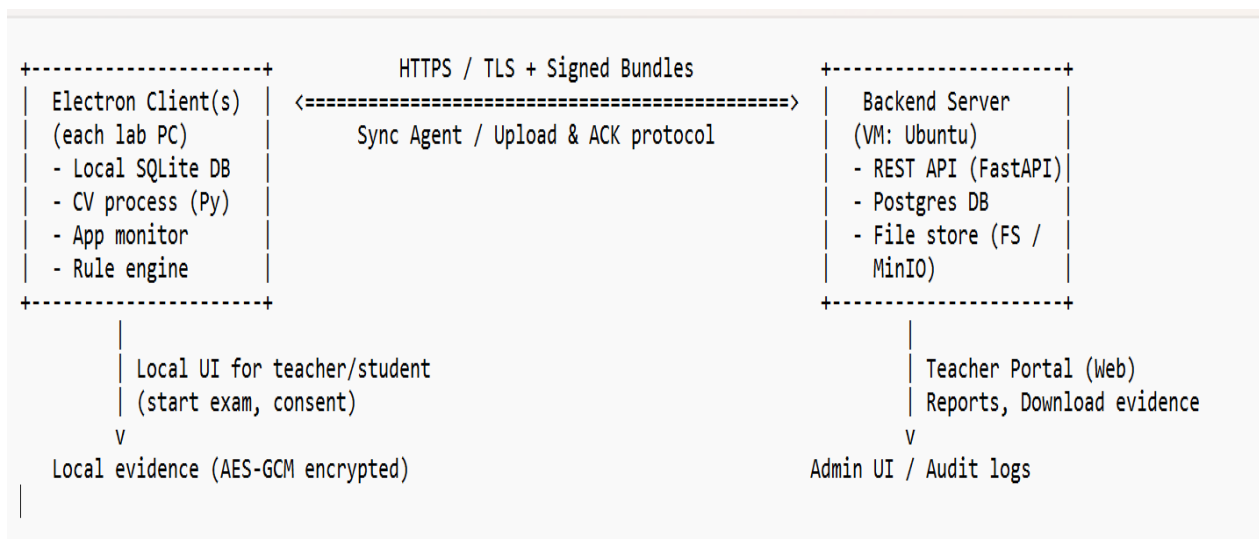 +----------------------+ HTTPS / TLS + Signed Bundles +----------------------+
| Electron Client(s) | <==============================================> | Backend Server |
| (each lab PC) | Sync Agent / Upload & ACK protocol | (VM: Ubuntu) |
| - Local SQLite DB | | - REST API (FastAPI)|
| - CV process (Py) | | - Postgres DB |
| - App monitor | | - File store (FS / |
| - Rule engine | | MinIO) |
+----------------------+ +----------------------+
| |
| Local UI for teacher/student | Teacher Portal (Web)
| (start exam, consent) | Reports, Download evidence
v v
Local evidence (AES-GCM encrypted) Admin UI / Audit logs